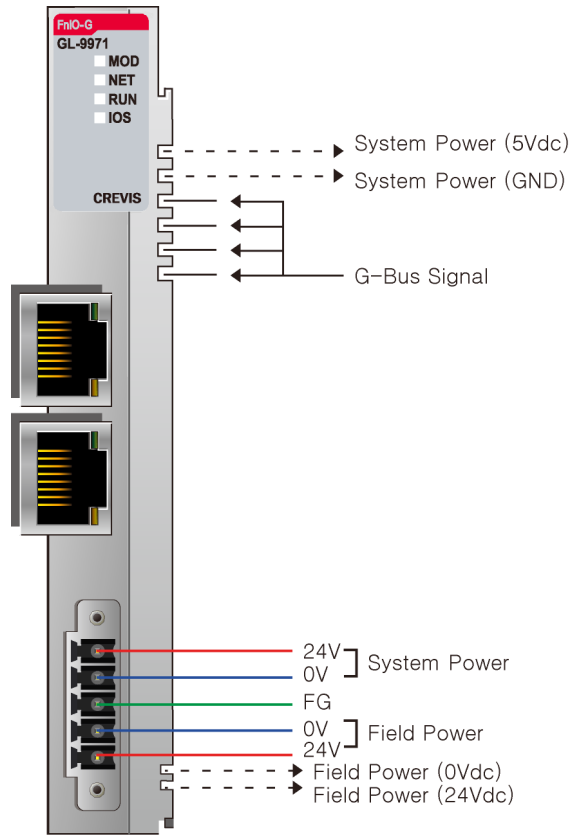 FnIO-G
GL-9971
MOD
NET
RUN
IOS
CREVIS
System Power (5Vdc)
System Power (GND)
G-Bus Signal
24V
0V
System Power
FG
0V
24V
Field Power
Field Power (0Vdc)
Field Power (24Vdc)